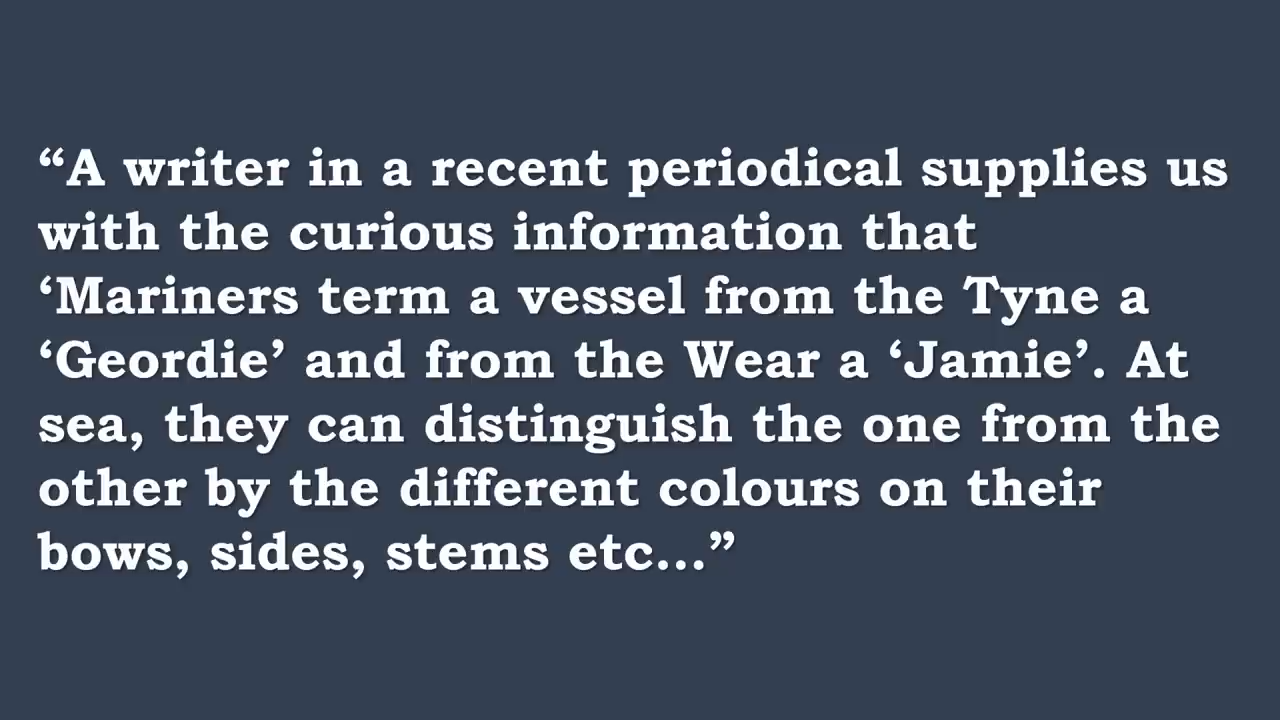 “A writer in a recent periodical supplies us
with the curious information that
‘Mariners term a vessel from the Tyne a
‘Geordie’ and from the Wear a ‘Jamie’. At
sea, they can distinguish the one from the
other by the different colours on their
bows, sides, stems etc...”